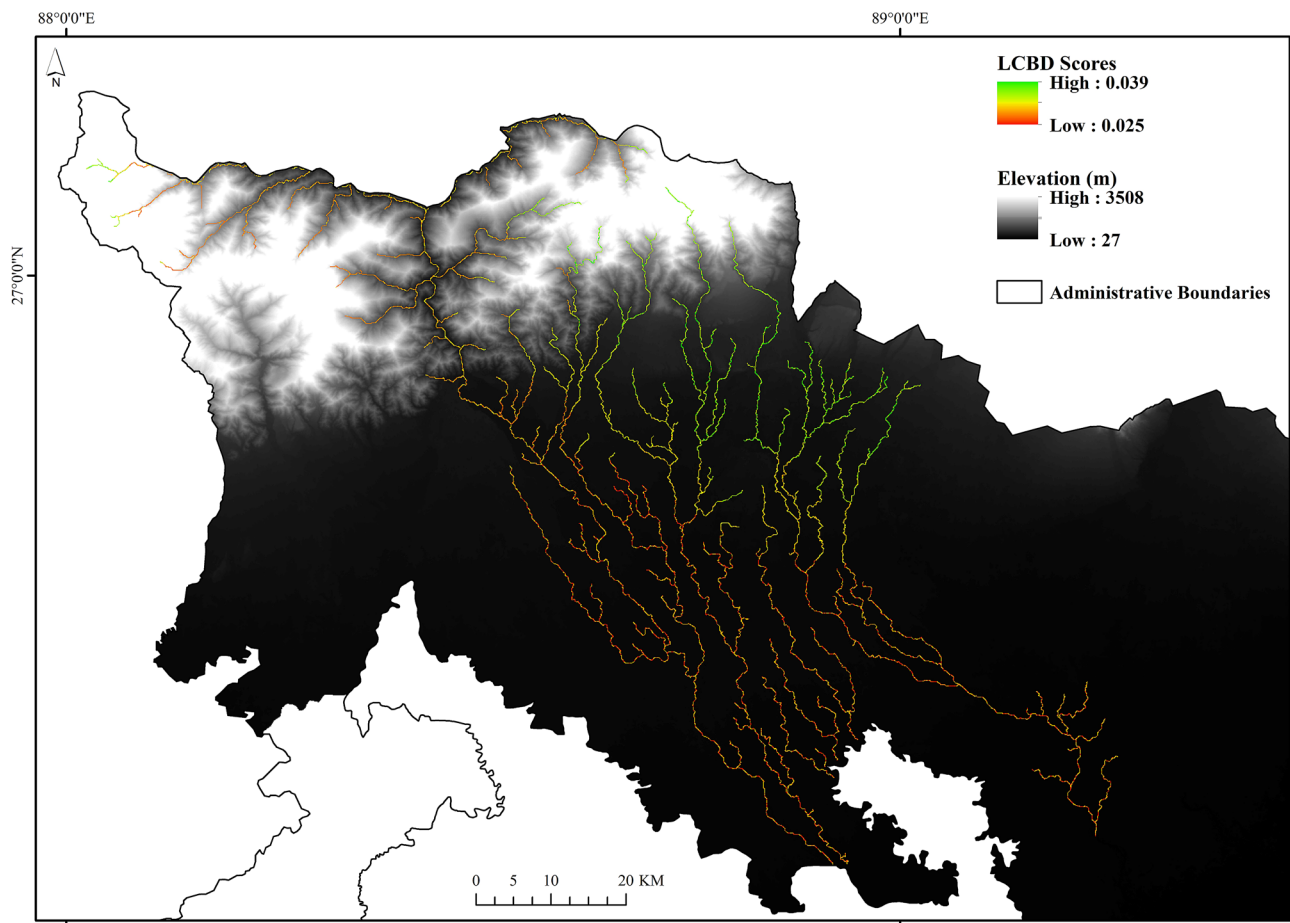 88°0'0"E
89°0'0"E
N
LCBD Scores
High : 0.039
Low : 0.025
Elevation (m)
High : 3508
Low : 27
Administrative Boundaries
27°0'0"N
0 5 10 20 KM